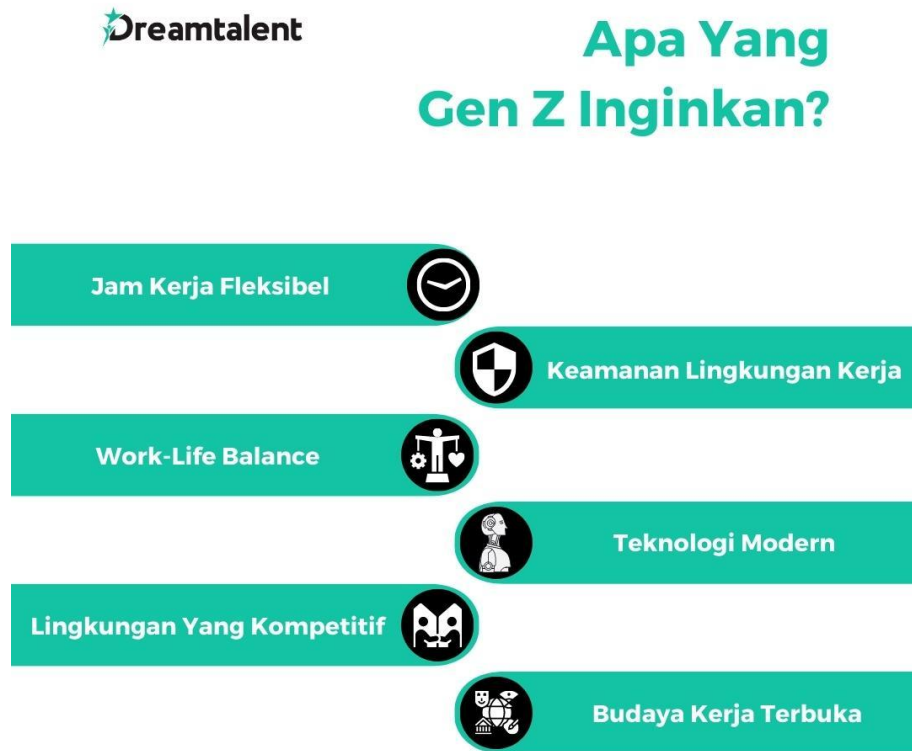 Dreamtalent
Apa Yang
Gen Z Inginkan?
Jam Kerja Fleksibel
Keamanan Lingkungan Kerja
Work-Life Balance
Teknologi Modern
Lingkungan Yang Kompetitif
Budaya Kerja Terbuka